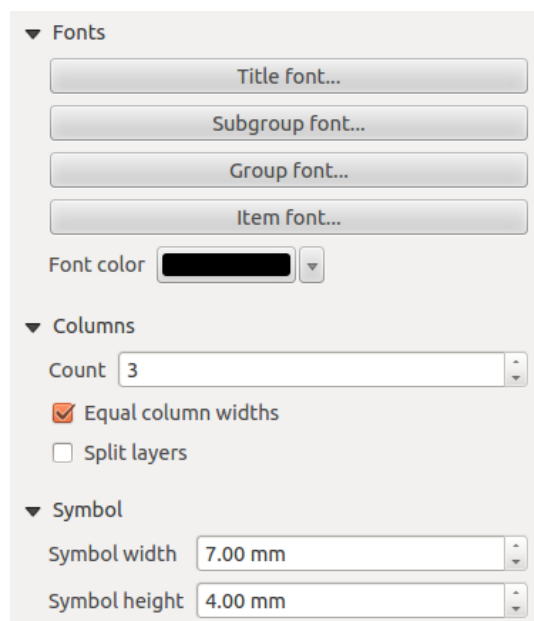 Fonts
Title font...
Subgroup font...
Group font...
Item font...
Font color
Columns
Count 3
Equal column widths
Split layers
Symbol
Symbol width 7.00 mm
Symbol height 4.00 mm